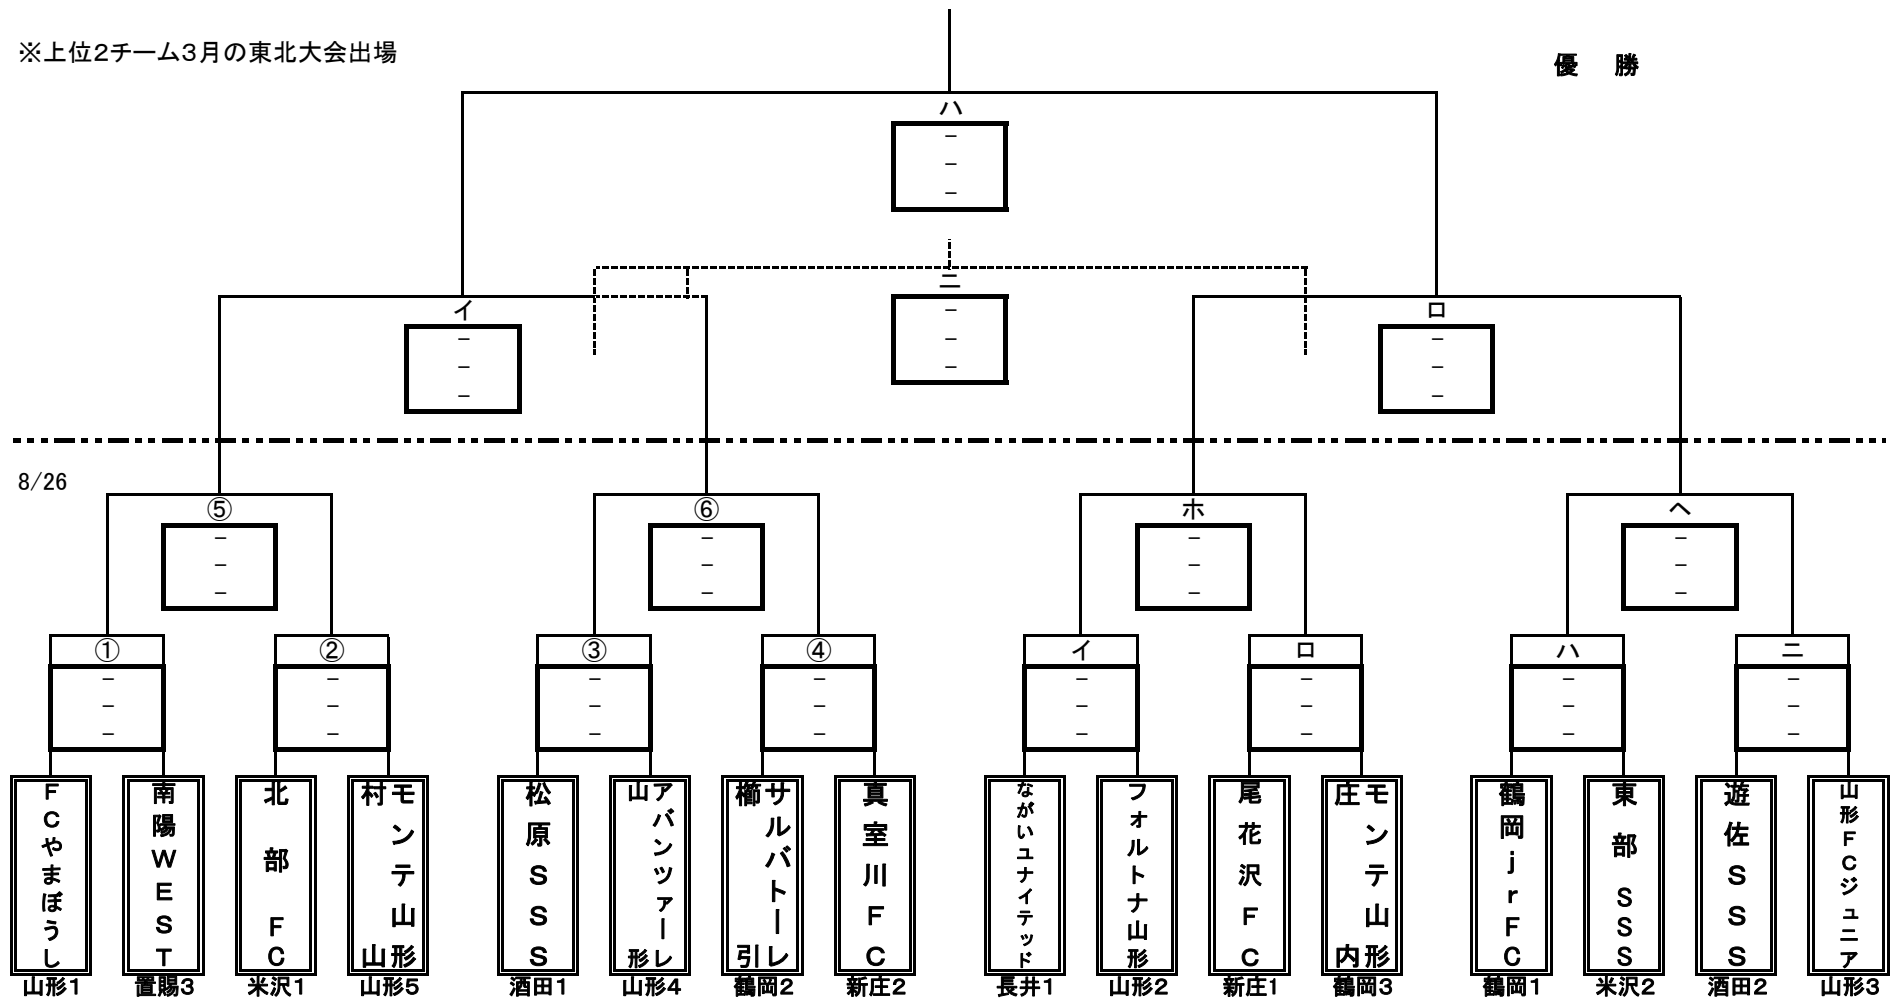 ※上位2チーム3月の東北大会出場
優 勝
ハ
-
-
-
ニ
-
-
-
イ
-
-
-
ロ
-
-
-
8/26
⑤
-
-
-
⑥
-
-
-
ホ
-
-
-
ヘ
-
-
-
①
-
-
-
②
-
-
-
③
-
-
-
④
-
-
-
イ
-
-
-
ロ
-
-
-
ハ
-
-
-
ニ
-
-
-
FCやまぼうし
山形1
南陽WEST
置賜3
北部 FC
米沢1
モンテ山形
村山
山形5
松原SSS
酒田1
アバンツァーレ
山形
山形4
サルバトーレ
櫛引
鶴岡2
真室川FC
新庄2
ながいユナイテッド
長井1
フォルトナ山形
山形2
尾花沢FC
新庄1
モンテ山形
庄内
鶴岡3
鶴岡jrFC
鶴岡1
東部 SSS
米沢2
遊佐SSS
酒田2
山形FCジュニア
山形3